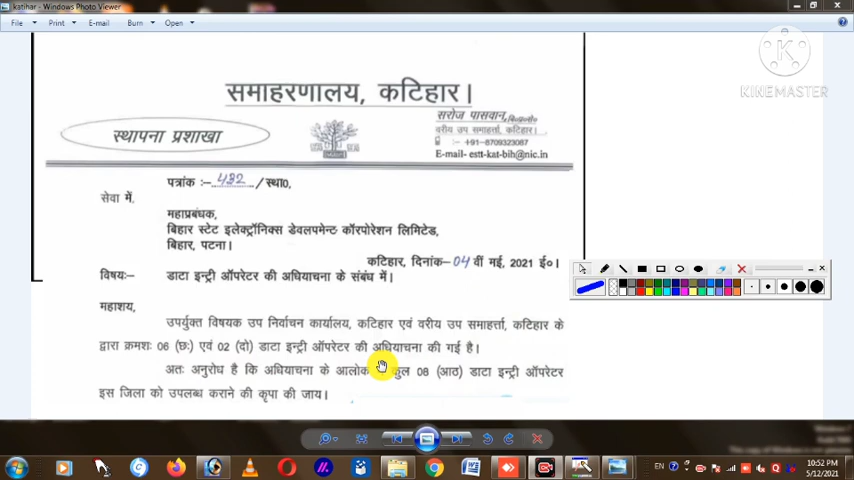 katihar - Windows Photo Viewer
File Print E-mail Burn Open
K
KINEMASTER
समाहरणालय, कटिहार।
सरोज पासवान,
स्थापना प्रशाखा
वरीय उप समाहर्त्ता, कटिहार।
:- +91-8709323087
E-mail- estt-kat-bih@nic.in
पत्रांक :- 432 /स्था0,
सेवा में,
महाप्रबंधक,
बिहार स्टेट इलेक्ट्रॉनिक्स डेवलपमेन्ट कॉरपोरेशन लिमिटेड,
बिहार, पटना।
कटिहार, दिनांक-04 वीं मई, 2021 ई०।
विषयः- डाटा इन्ट्री ऑपरेटर की अधियाचना के संबंध में।
महाशय,
उपर्युक्त विषयक उप निर्वाचन कार्यालय, कटिहार एवं वरीय उप समाहर्त्ता, कटिहार के
द्वारा क्रमशः 06 (छः) एवं 02 (दो) डाटा इन्ट्री ऑपरेटर की अधियाचना की गई है।
अतः अनुरोध है कि अधियाचना के आलोक कुल 08 (आठ) डाटा इन्ट्री ऑपरेटर
इस जिला को उपलब्ध कराने की कृपा की जाय।
EN
10:52 PM
5/12/2021